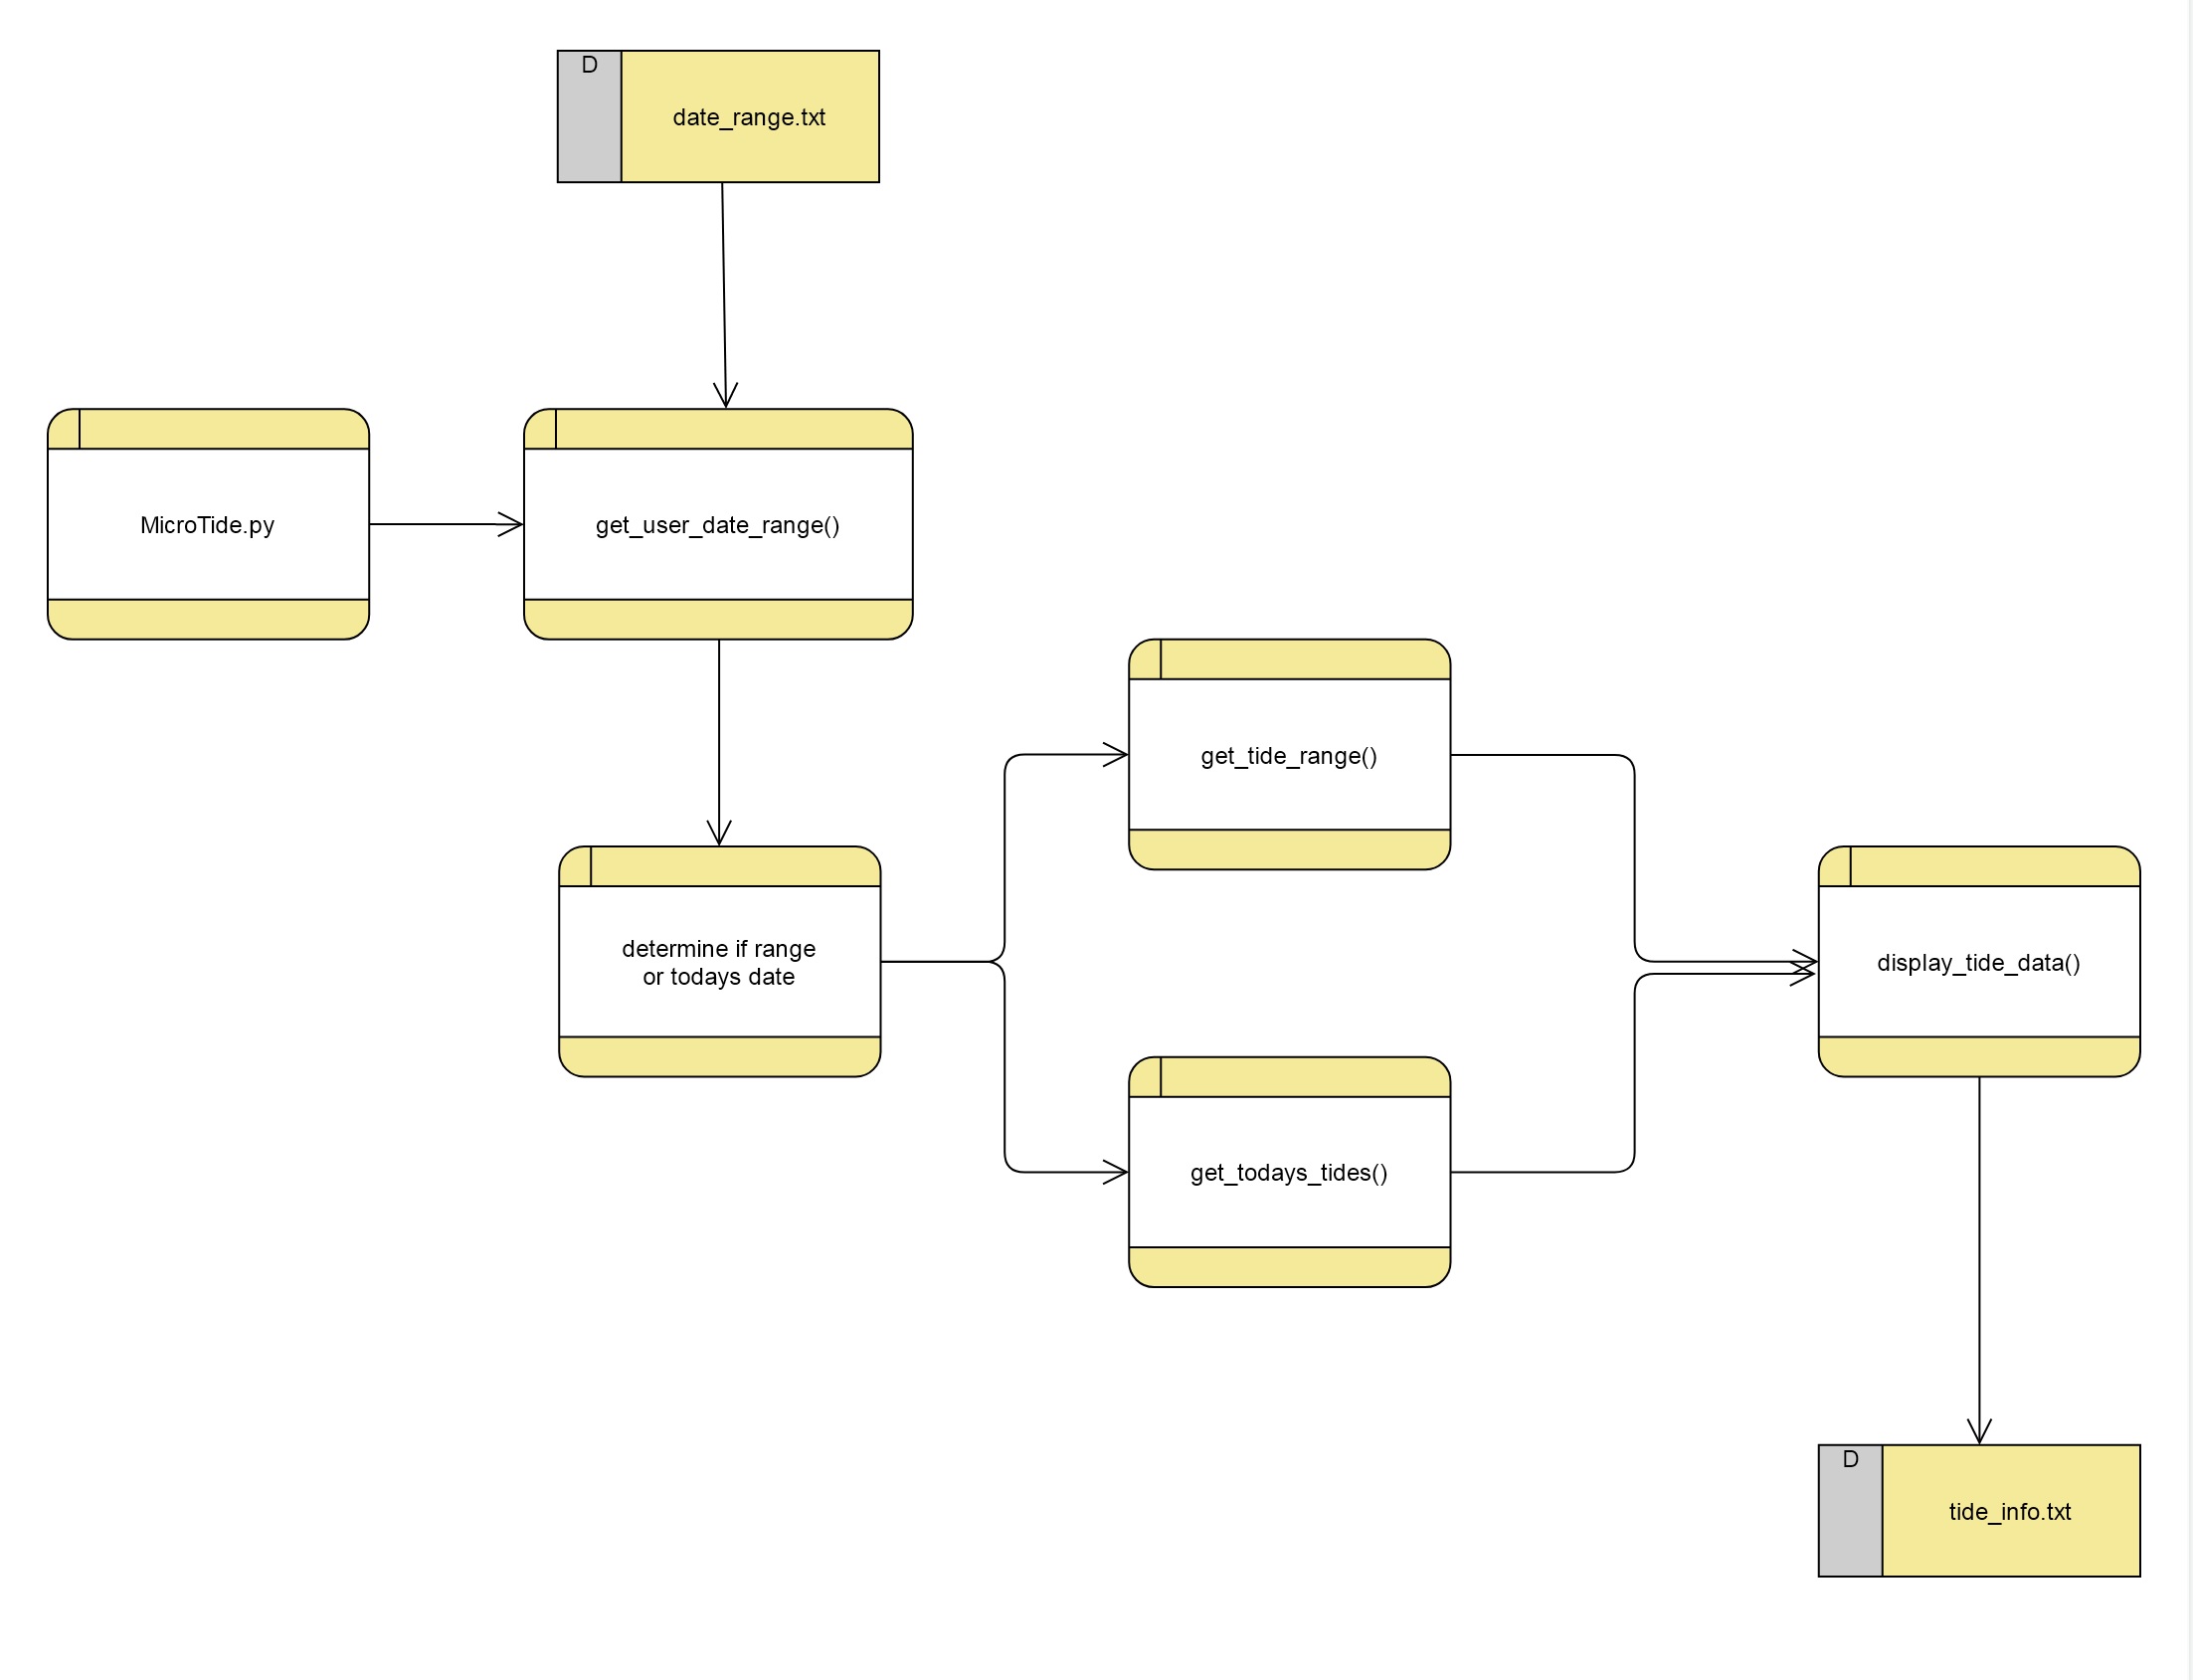 D
date_range.txt
MicroTide.py
get_user_date_range()
get_tide_range()
determine if range
or todays date
display_tide_data()
get_todays_tides()
D
tide_info.txt